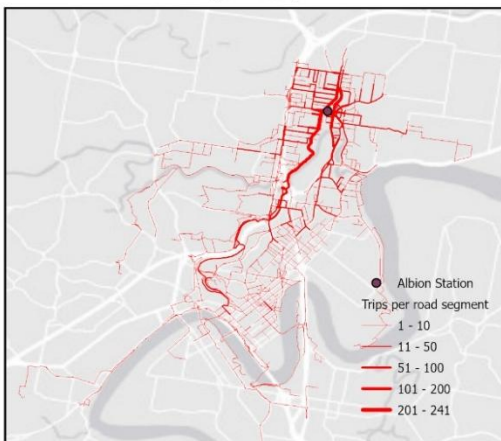 Albion Station
Trips per road segment
1 - 10
11 - 50
51 - 100
101 - 200
201 - 241